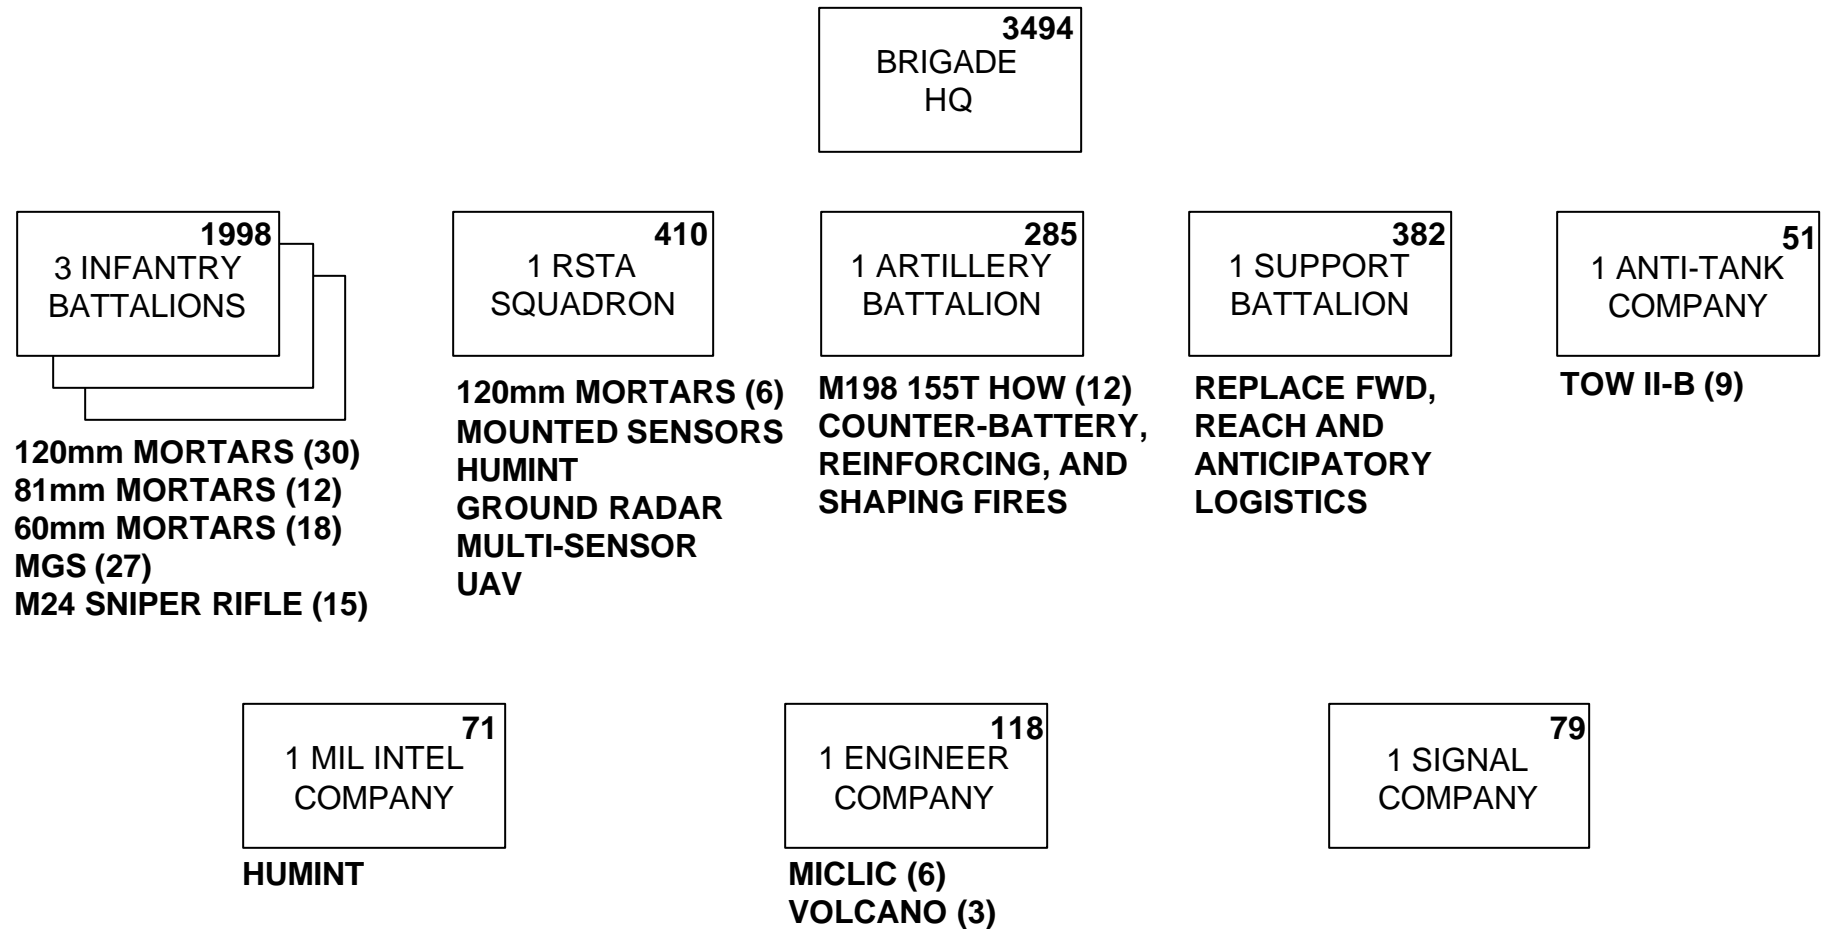 3494
BRIGADE
HQ
1998
3 INFANTRY
BATTALIONS
120mm MORTARS (30)
81mm MORTARS (12)
60mm MORTARS (18)
MGS (27)
M24 SNIPER RIFLE (15)
410
1 RSTA
SQUADRON
120mm MORTARS (6)
MOUNTED SENSORS
HUMINT
GROUND RADAR
MULTI-SENSOR
UAV
285
1 ARTILLERY
BATTALION
M198 155T HOW (12)
COUNTER-BATTERY,
REINFORCING, AND
SHAPING FIRES
382
1 SUPPORT
BATTALION
REPLACE FWD,
REACH AND
ANTICIPATORY
LOGISTICS
51
1 ANTI-TANK
COMPANY
TOW II-B (9)
71
1 MIL INTEL
COMPANY
HUMINT
118
1 ENGINEER
COMPANY
MICLIC (6)
VOLCANO (3)
79
1 SIGNAL
COMPANY